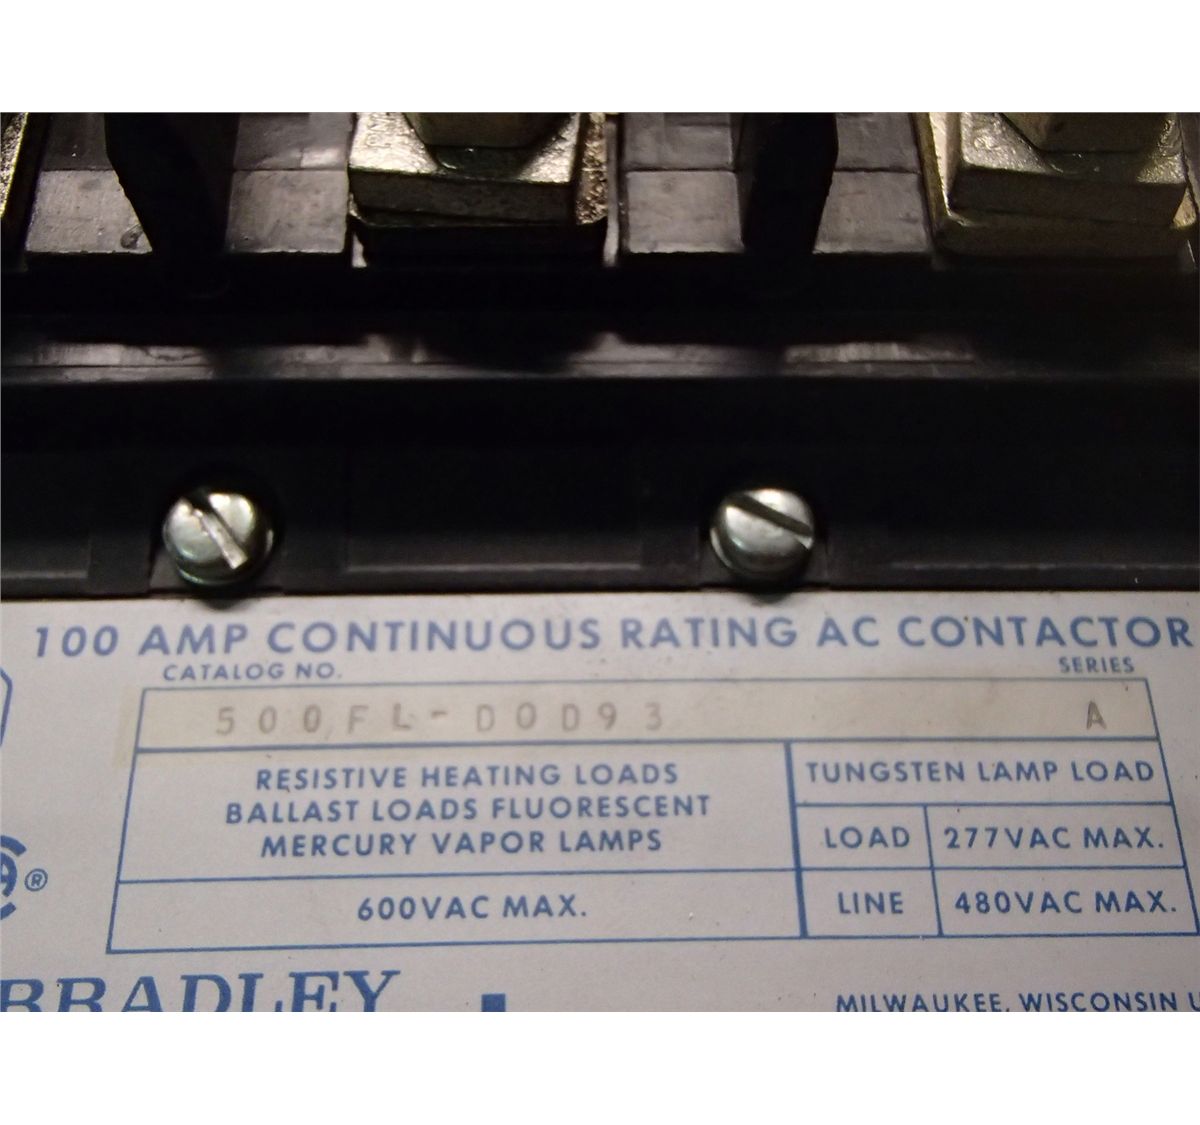 100 AMP CONTINUOUS RATING AC CONTACTOR
CATALOG NO. SERIES
500FL-DOD93 A
RESISTIVE HEATING LOADS
BALLAST LOADS FLUORESCENT
MERCURY VAPOR LAMPS
600VAC MAX.
TUNGSTEN LAMP LOAD
LOAD 277VAC MAX.
LINE 480VAC MAX.
®
BRADLEY
MILWAUKEE, WISCONSIN U